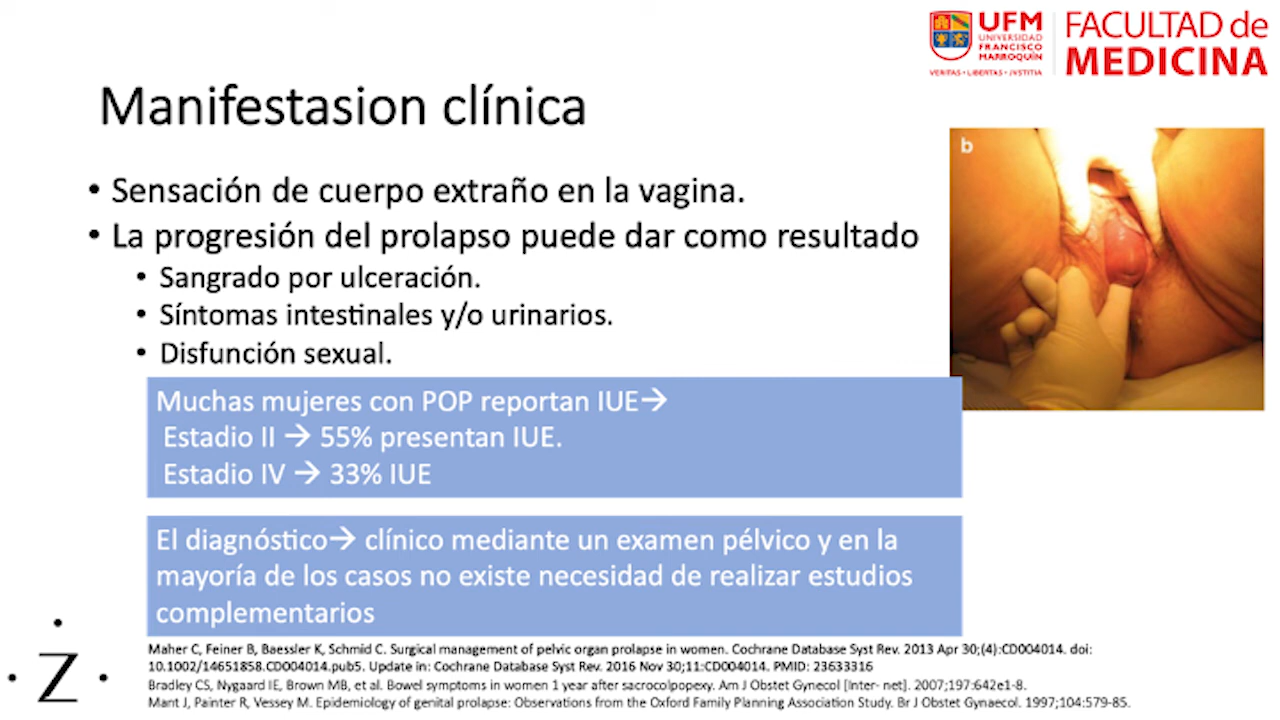 UFM
UNIVERSIDAD
FRANCISCO
MARROQUÍN
VERITAS · LIBERTAS · JVSTITIA
FACULTAD de
MEDICINA
Manifestasion clínica
b
• Sensación de cuerpo extraño en la vagina.
• La progresión del prolapso puede dar como resultado
• Sangrado por ulceración.
• Síntomas intestinales y/o urinarios.
• Disfunción sexual.
Muchas mujeres con POP reportan IUE→
Estadio II → 55% presentan IUE.
Estadio IV → 33% IUE
El diagnóstico→ clínico mediante un examen pélvico y en la
mayoría de los casos no existe necesidad de realizar estudios
complementarios
Maher C, Feiner B, Baessler K, Schmid C. Surgical management of pelvic organ prolapse in women. Cochrane Database Syst Rev. 2013 Apr 30;(4):CD004014. doi:
10.1002/14651858.CD004014.pub5. Update in: Cochrane Database Syst Rev. 2016 Nov 30;11:CD004014. PMID: 23633316
Bradley CS, Nygaard IE, Brown MB, et al. Bowel symptoms in women 1 year after sacrocolpopexy. Am J Obstet Gynecol [Inter- net]. 2007;197:642e1-8.
Mant J, Painter R, Vessey M. Epidemiology of genital prolapse: Observations from the Oxford Family Planning Association Study. Br J Obstet Gynaecol. 1997;104:579-85.
· Z ·